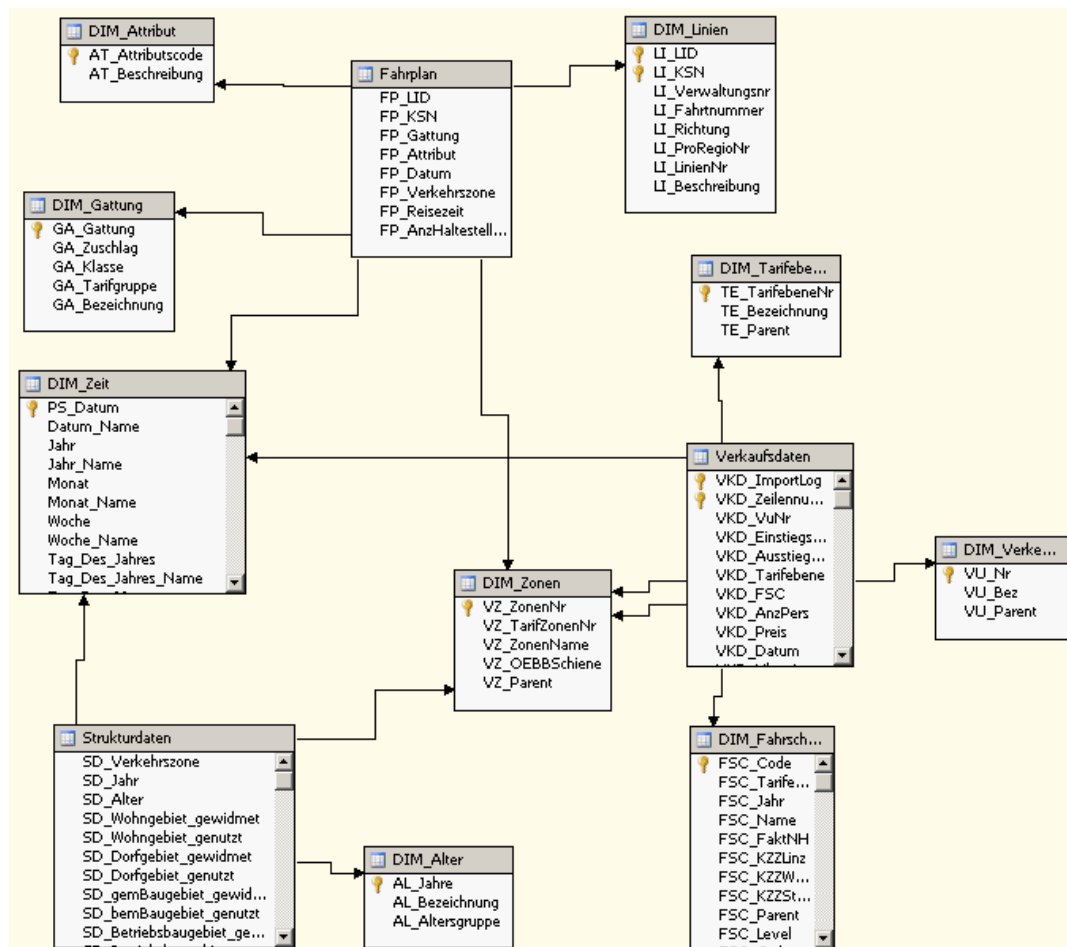 DIM_Attribut
AT_Attributscode
AT_Beschreibung
Fahrplan
FP_LID
FP_KSN
FP_Gattung
FP_Attribut
FP_Datum
FP_Verkehrszone
FP_Reisezeit
FP_AnzHaltestell...
DIM_Linien
LI_LID
LI_KSN
LI_Verwaltungsnr
LI_Fahrtnummer
LI_Richtung
LI_ProRegioNr
LI_LinienNr
LI_Beschreibung
DIM_Gattung
GA_Gattung
GA_Zuschlag
GA_Klasse
GA_Tarifgruppe
GA_Bezeichnung
DIM_Tarifebe...
TE_TarifebeneNr
TE_Bezeichnung
TE_Parent
DIM_Zeit
PS_Datum
Datum_Name
Jahr
Jahr_Name
Monat
Monat_Name
Woche
Woche_Name
Tag_Des_Jahres
Tag_Des_Jahres_Name
Verkaufsdaten
VKD_ImportLog
VKD_Zeilennu...
VKD_VuNr
VKD_Einstiegs...
VKD_Ausstieg...
VKD_Tarifebene
VKD_FSC
VKD_AnzPers
VKD_Preis
VKD_Datum
DIM_Verke...
VU_Nr
VU_Bez
VU_Parent
DIM_Zonen
VZ_ZonenNr
VZ_TarifZonenNr
VZ_ZonenName
VZ_OEBBSchiene
VZ_Parent
Strukturdaten
SD_Verkehrszone
SD_Jahr
SD_Alter
SD_Wohngebiet_gewidmet
SD_Wohngebiet_genutzt
SD_Dorfgebiet_gewidmet
SD_Dorfgebiet_genutzt
SD_gemBaugebiet_gewid...
SD_bemBaugebiet_genutzt
SD_Betriebsbaugebiet_ge...
DIM_Alter
AL_Jahre
AL_Bezeichnung
AL_Altersgruppe
DIM_Fahrsch...
FSC_Code
FSC_Tarife...
FSC_Jahr
FSC_Name
FSC_FaktNH
FSC_KZZLinz
FSC_KZZW...
FSC_KZZSt...
FSC_Parent
FSC_Level